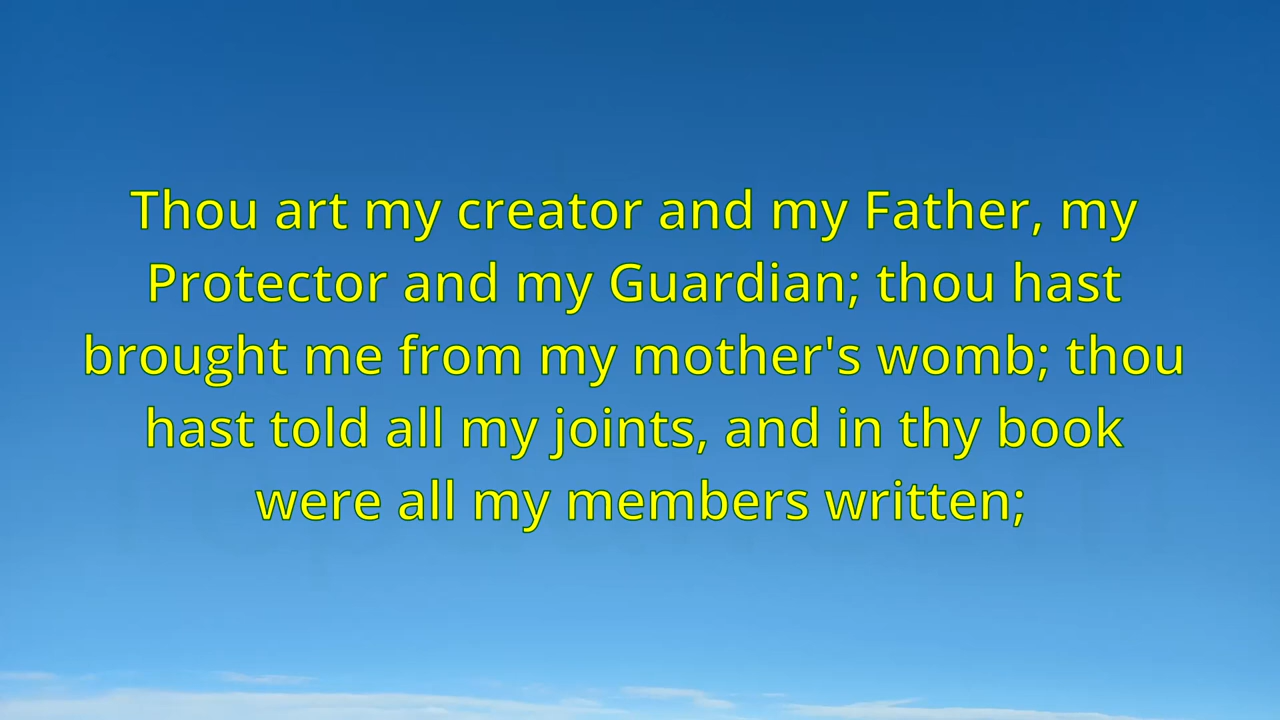 Thou art my creator and my Father, my
Protector and my Guardian; thou hast
brought me from my mother's womb; thou
hast told all my joints, and in thy book
were all my members written;